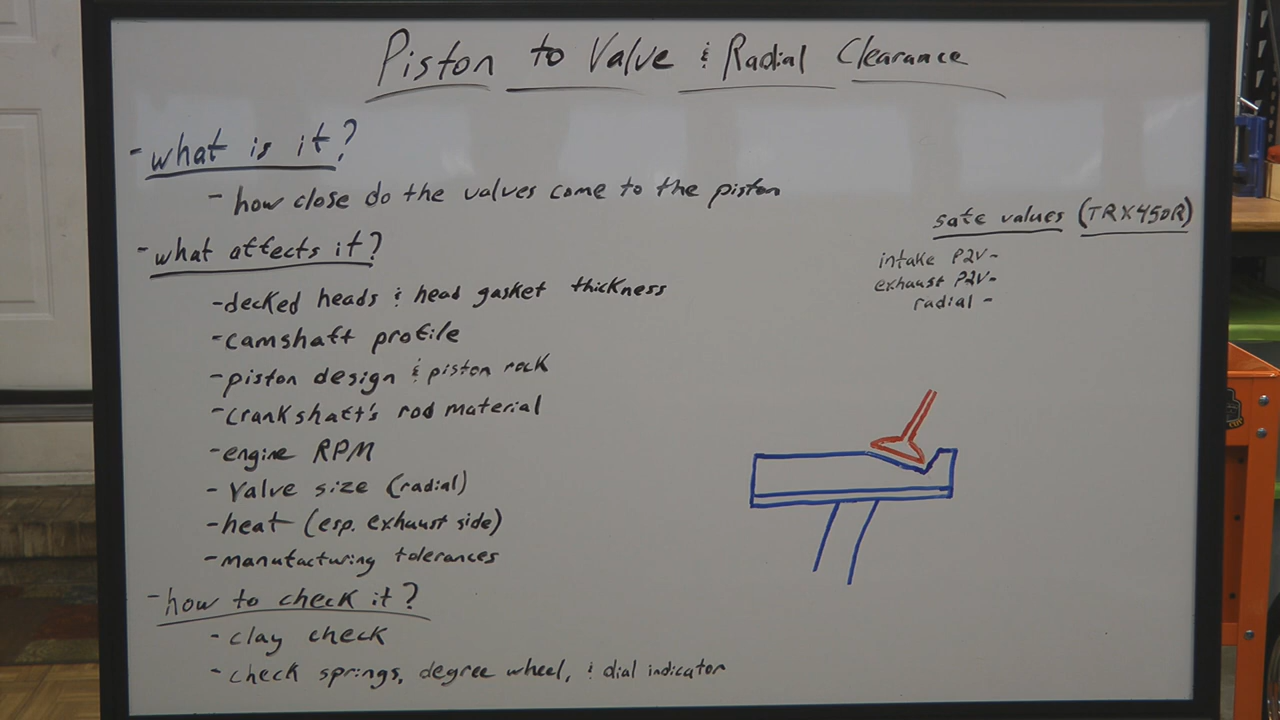 Piston to Valve & Radial Clearance
- what is it?
- how close do the valves come to the piston
- what affects it?
- decked heads & head gasket thickness
- camshaft profile
- piston design & piston rock
- crankshaft's rod material
- engine RPM
- Valve size (radial)
- heat (esp. exhaust side)
- manufacturing tolerances
- how to check it?
- clay check
- check springs, degree wheel, & dial indicator
safe values (TRX450R)
intake P2V-
exhaust P2V-
radial -